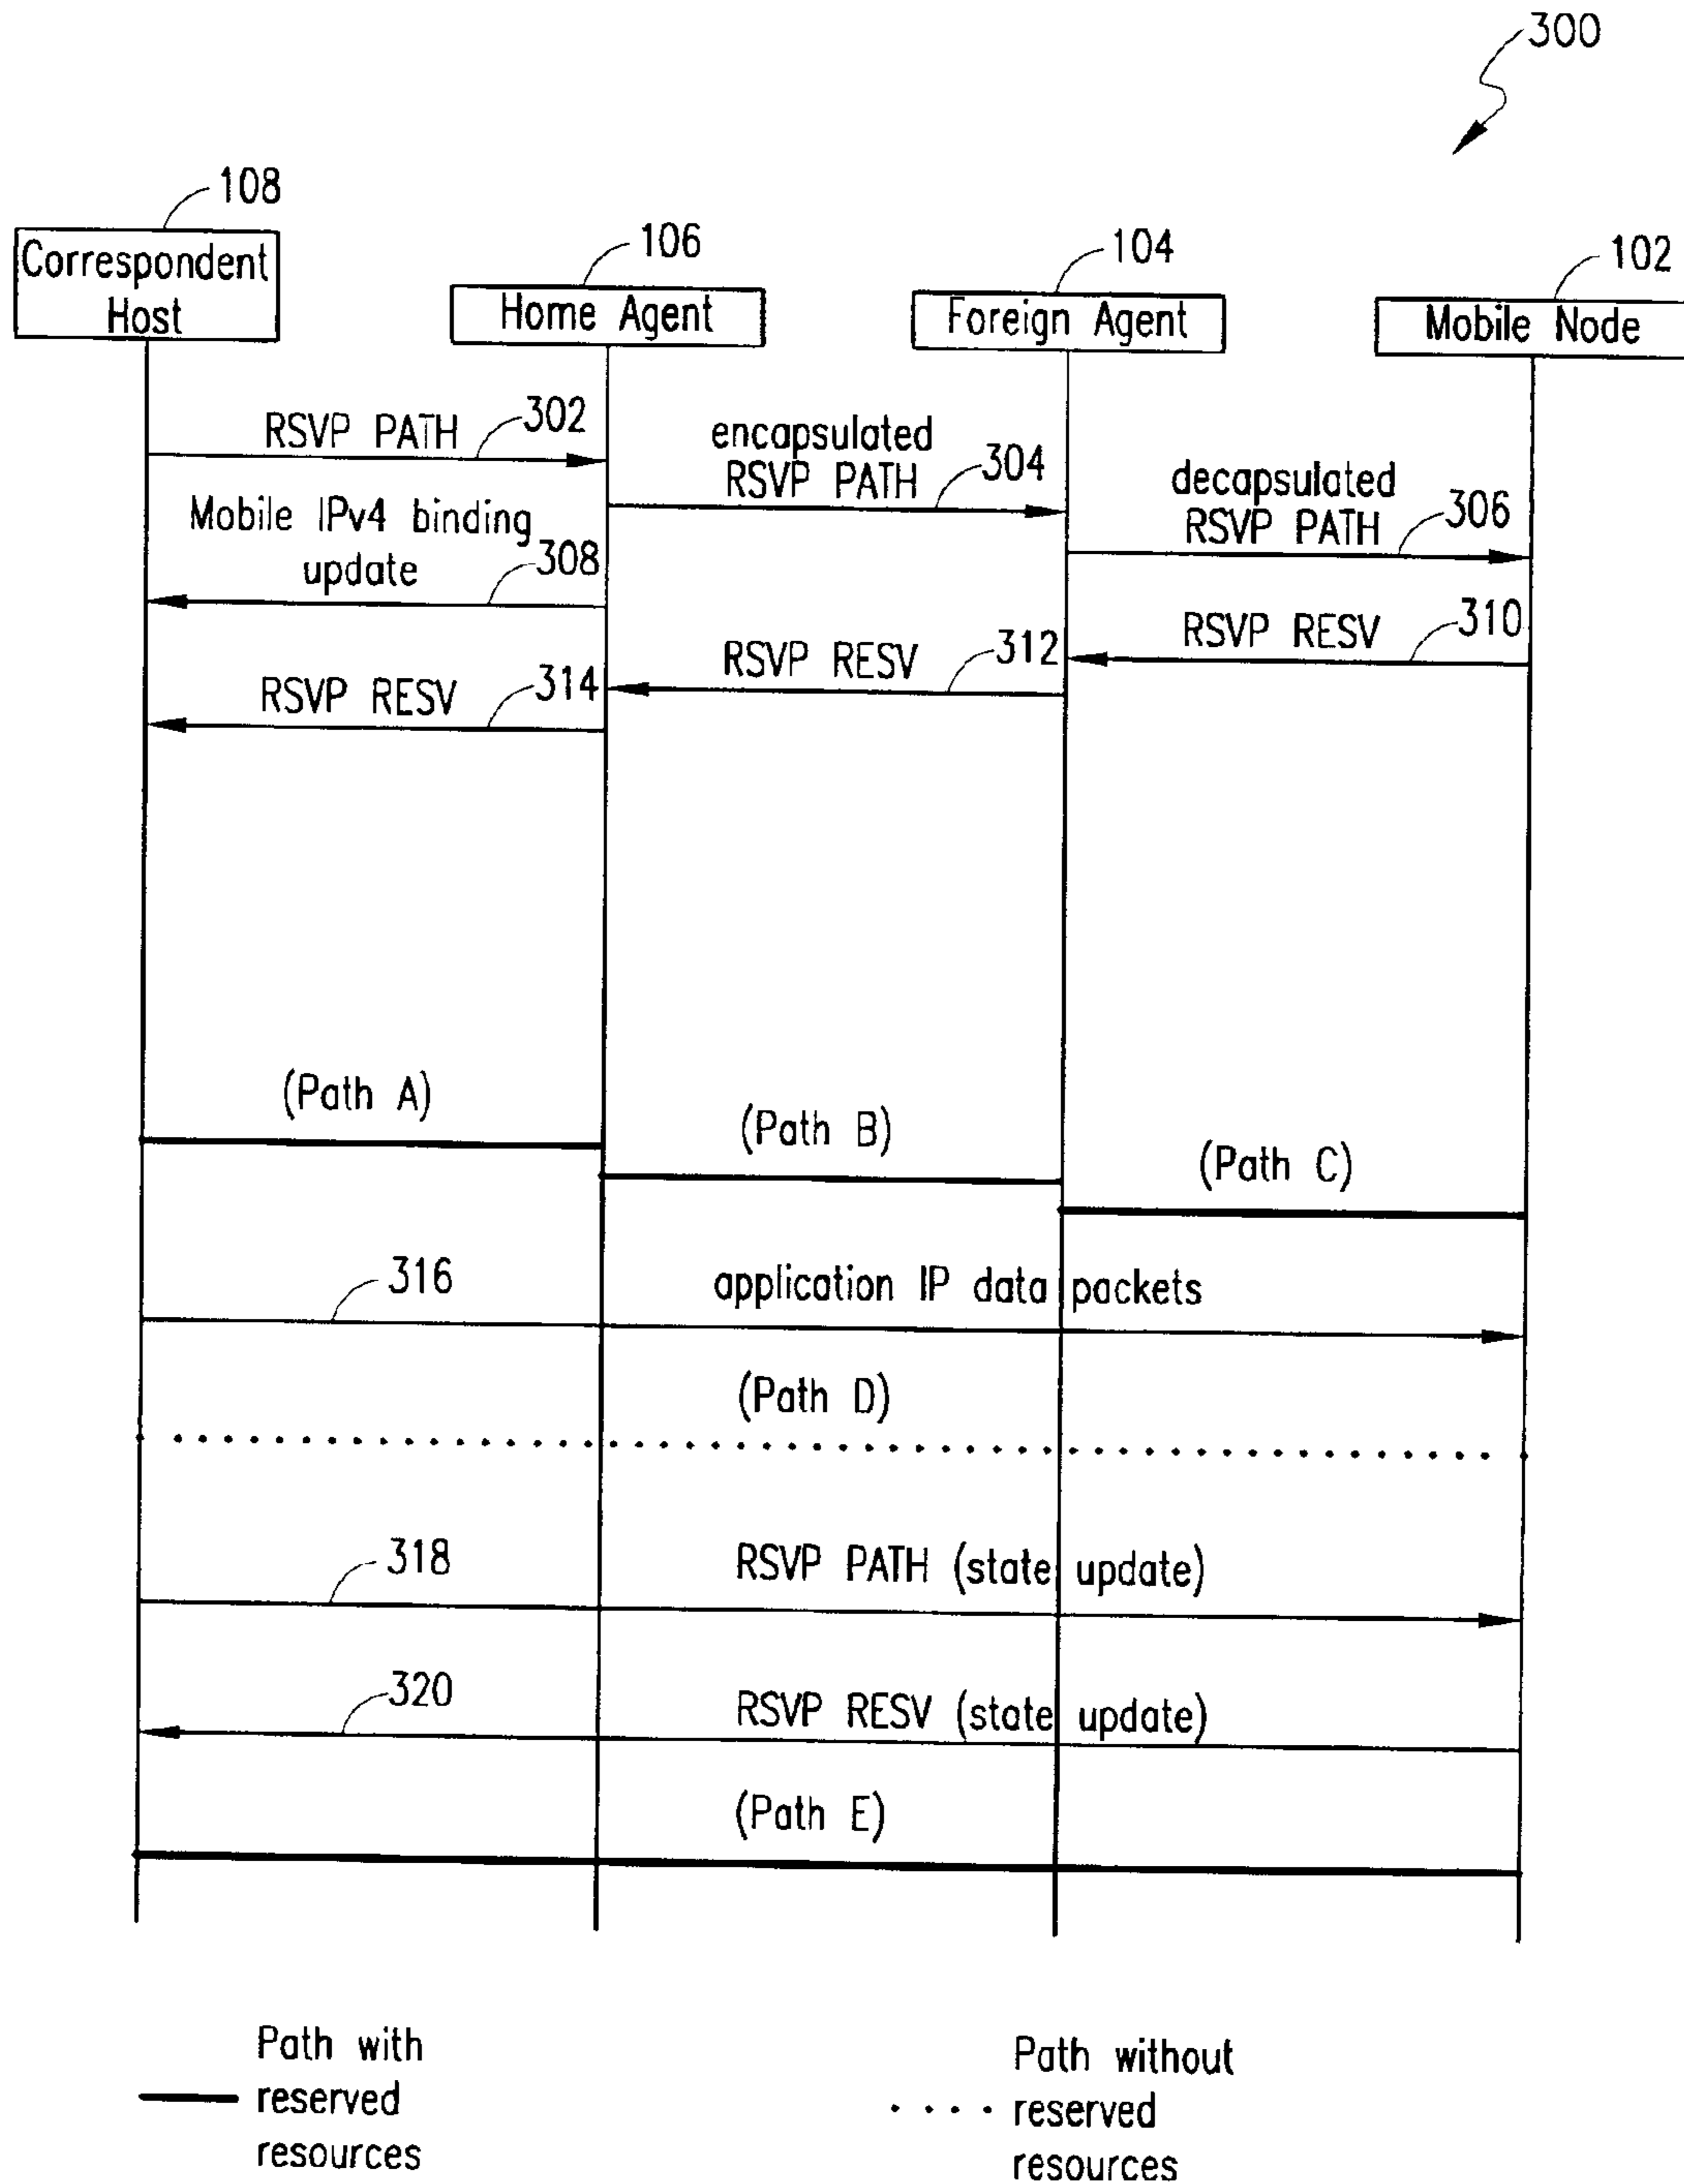 300
108
106
104
102
Correspondent
Host
Home Agent
Foreign Agent
Mobile Node
RSVP PATH
302
encapsulated
RSVP PATH
304
decapsulated
RSVP PATH
306
Mobile IPv4 binding
update
308
RSVP RESV
310
RSVP RESV
312
RSVP RESV
314
(Path A)
(Path B)
(Path C)
316
application IP data packets
(Path D)
318
RSVP PATH (state update)
320
RSVP RESV (state update)
(Path E)
Path with
reserved
resources
Path without
reserved
resources